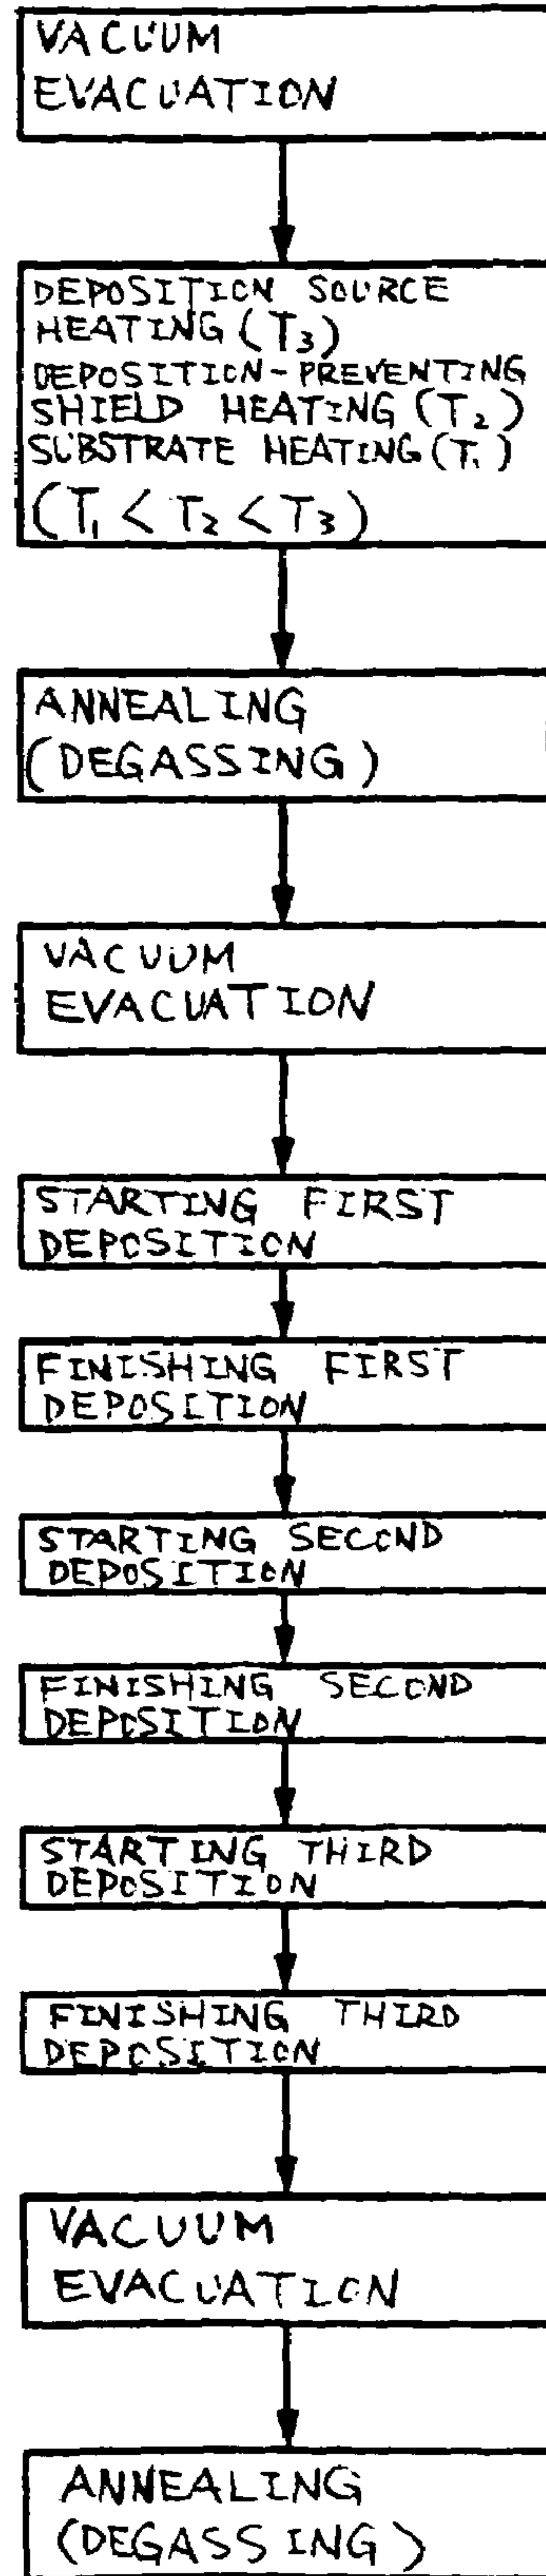 VACUUM
EVACUATION
DEPOSITION SOURCE
HEATING (T₃)
DEPOSITION-PREVENTING
SHIELD HEATING (T₂)
SUBSTRATE HEATING (T₁)
(T₁ < T₂ < T₃)
ANNEALING
(DEGASSING)
VACUUM
EVACUATION
STARTING FIRST
DEPOSITION
FINISHING FIRST
DEPOSITION
STARTING SECOND
DEPOSITION
FINISHING SECOND
DEPOSITION
STARTING THIRD
DEPOSITION
FINISHING THIRD
DEPOSITION
VACUUM
EVACUATION
ANNEALING
(DEGASSING)